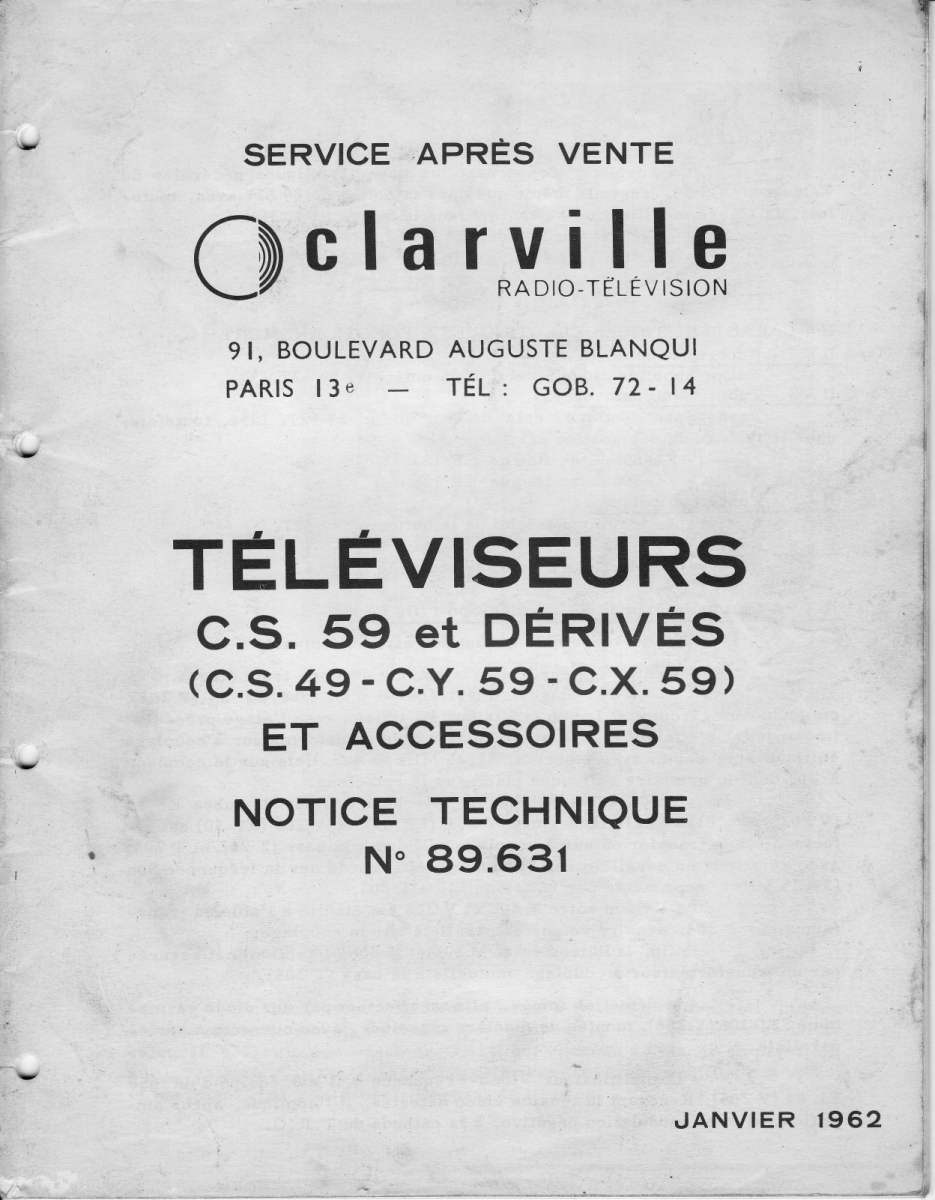 SERVICE APRÈS VENTE
clarville
RADIO-TÉLÉVISION
91, BOULEVARD AUGUSTE BLANQUI
PARIS 13e — TÉL : GOB. 72 - 14
TÉLÉVISEURS
C.S. 59 et DÉRIVÉS
(C.S. 49 - C.Y. 59 - C.X. 59)
ET ACCESSOIRES
NOTICE TECHNIQUE
N° 89.631
JANVIER 1962